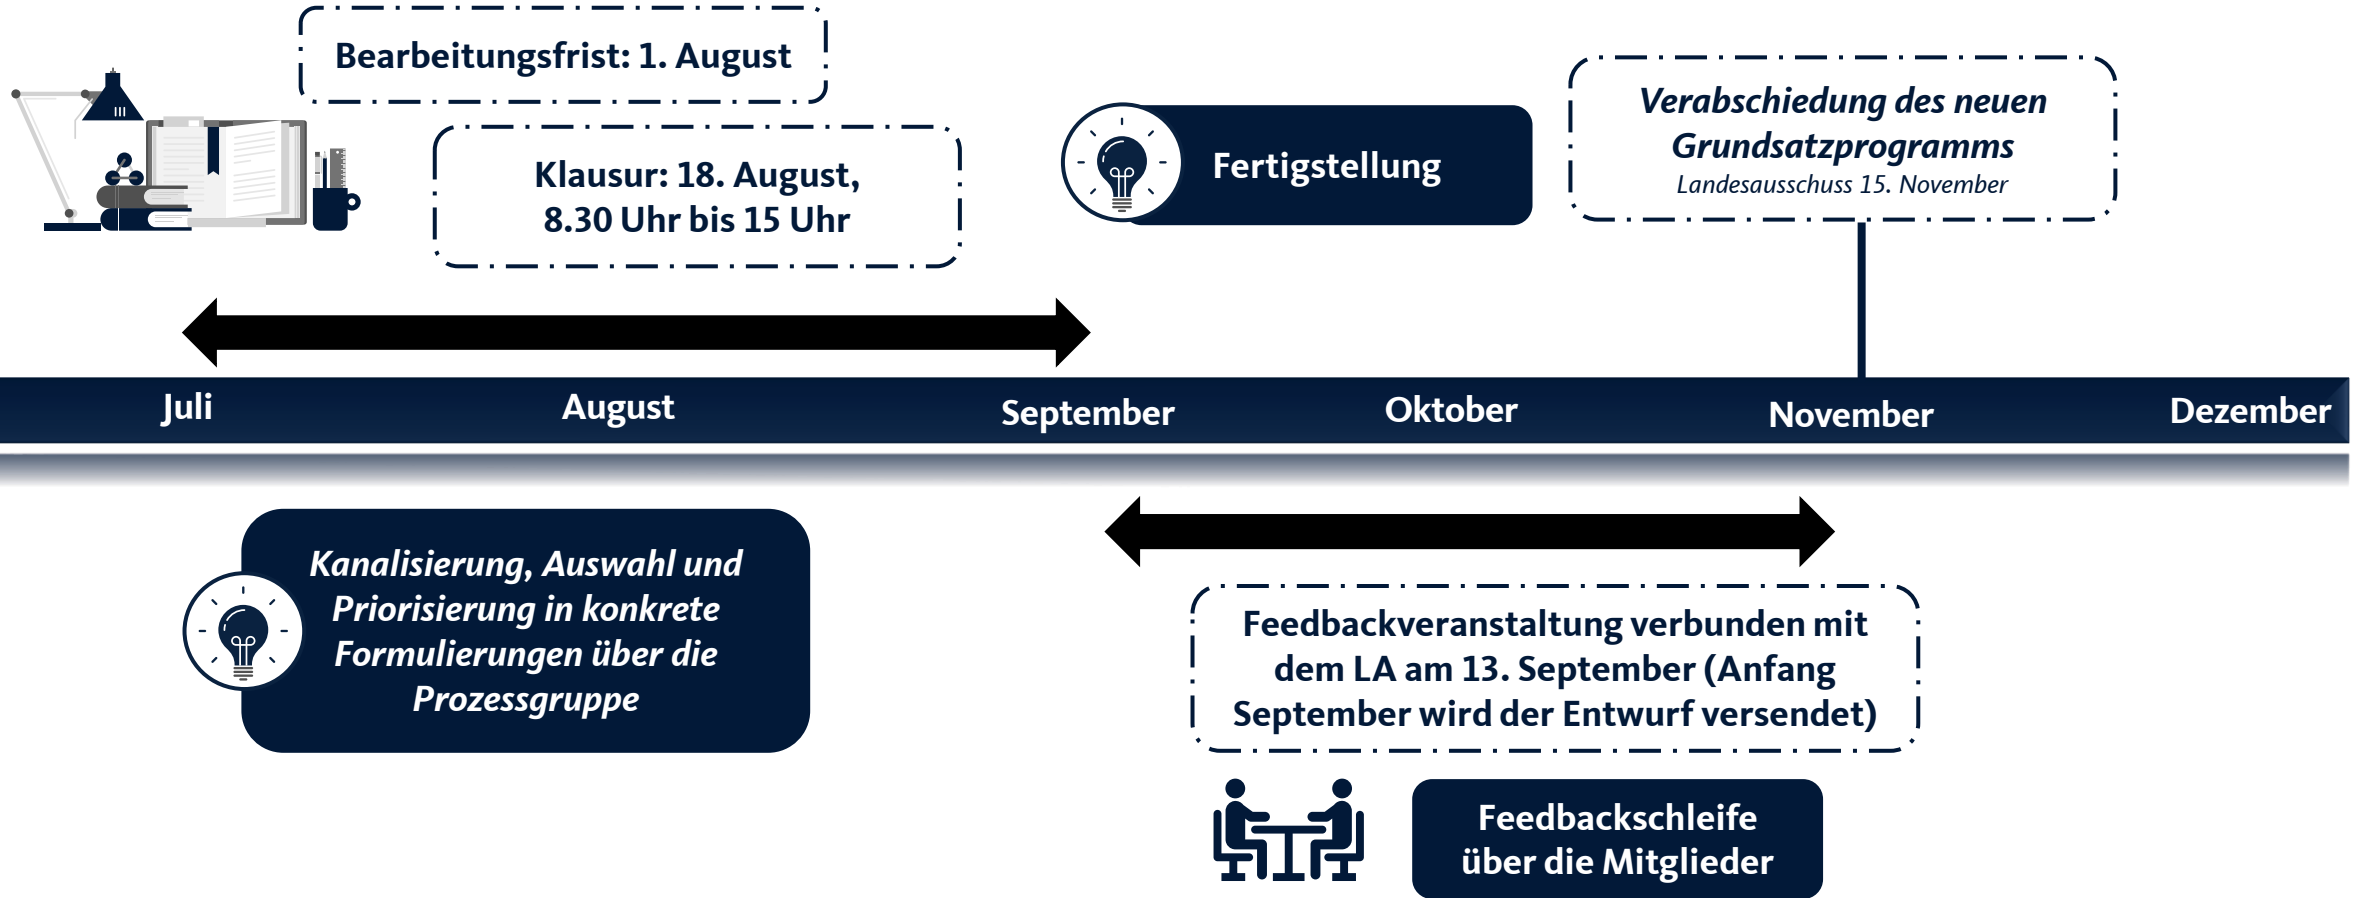 Bearbeitungsfrist: 1. August
Klausur: 18. August,
8.30 Uhr bis 15 Uhr
Fertigstellung
Verabschiedung des neuen
Grundsatzprogramms
Landesausschuss 15. November
Juli
August
September
Oktober
November
Dezember
Kanalisierung, Auswahl und
Priorisierung in konkrete
Formulierungen über die
Prozessgruppe
Feedbackveranstaltung verbunden mit
dem LA am 13. September (Anfang
September wird der Entwurf versendet)
Feedbackschleife
über die Mitglieder